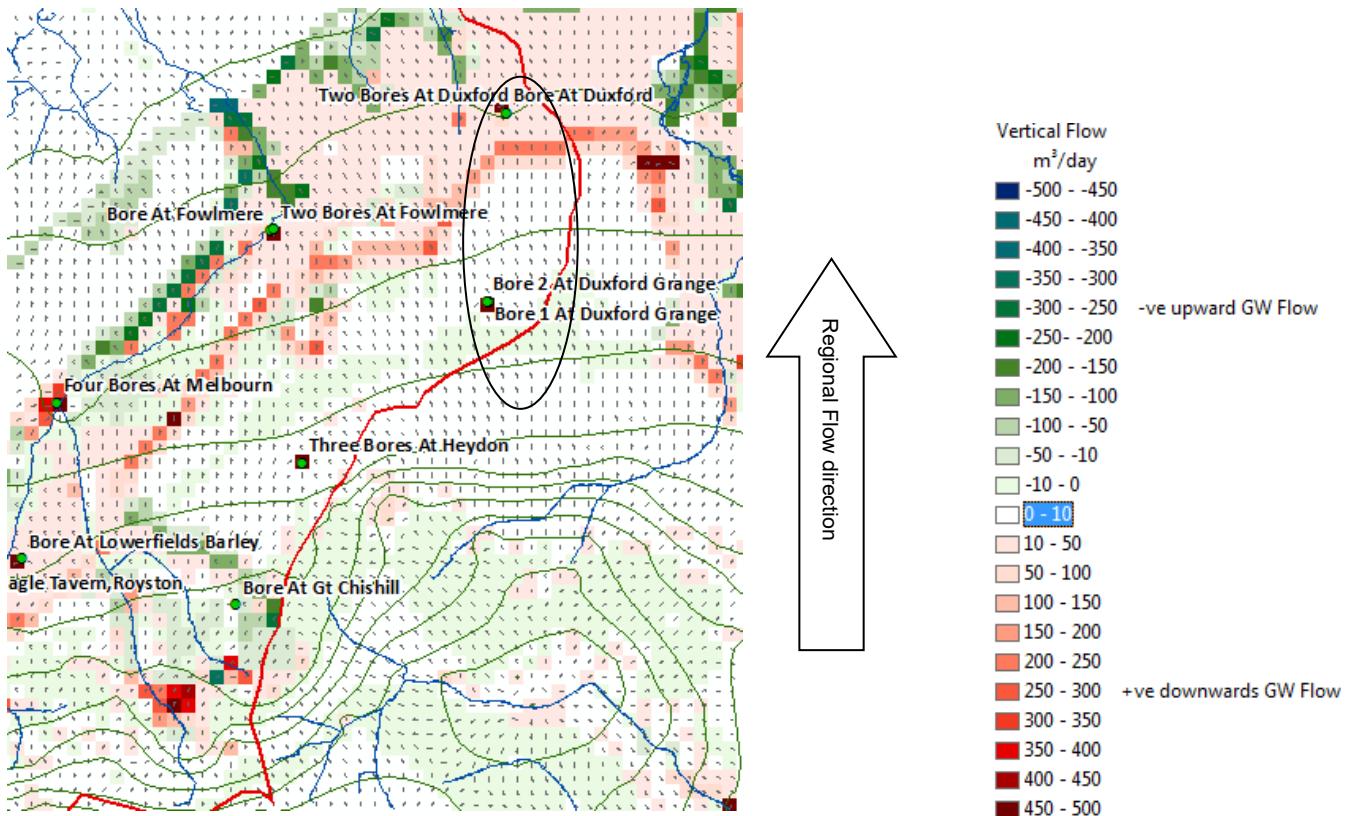 Two Bores At Duxford Bore At Duxford
Bore At Fowlmere
Two Bores At Fowlmere
Bore 2 At Duxford Grange
Bore 1 At Duxford Grange
Four Bores At Melbourn
Three Bores At Heydon
Bore At Lowerfields Barley
agle Tavern,Royston
Bore At Gt Chishill
Regional Flow direction
Vertical Flow
m³/day
-500 - -450
-450 - -400
-400 - -350
-350 - -300
-300 - -250 -ve upward GW Flow
-250- -200
-200 - -150
-150 - -100
-100 - -50
-50 - -10
-10 - 0
0 - 10
10 - 50
50 - 100
100 - 150
150 - 200
200 - 250
250 - 300 +ve downwards GW Flow
300 - 350
350 - 400
400 - 450
450 - 500